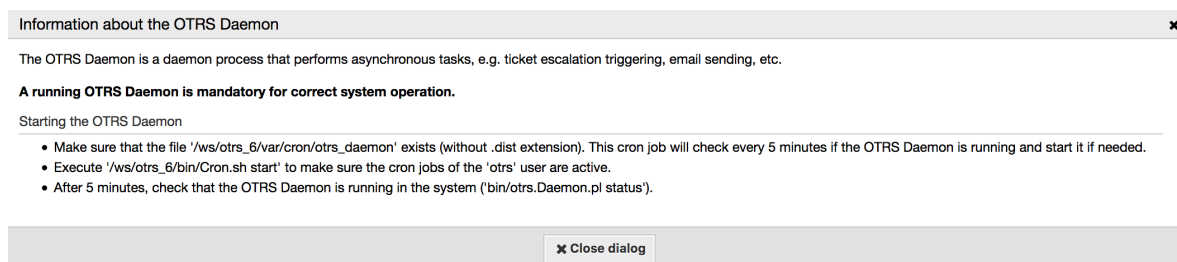 Information about the OTRS Daemon
The OTRS Daemon is a daemon process that performs asynchronous tasks, e.g. ticket escalation triggering, email sending, etc.
A running OTRS Daemon is mandatory for correct system operation.
Starting the OTRS Daemon
• Make sure that the file '/ws/otrs_6/var/cron/otrs_daemon' exists (without .dist extension). This cron job will check every 5 minutes if the OTRS Daemon is running and start it if needed.
• Execute '/ws/otrs_6/bin/Cron.sh start' to make sure the cron jobs of the 'otrs' user are active.
• After 5 minutes, check that the OTRS Daemon is running in the system ('bin/otrs.Daemon.pl status').
✖ Close dialog